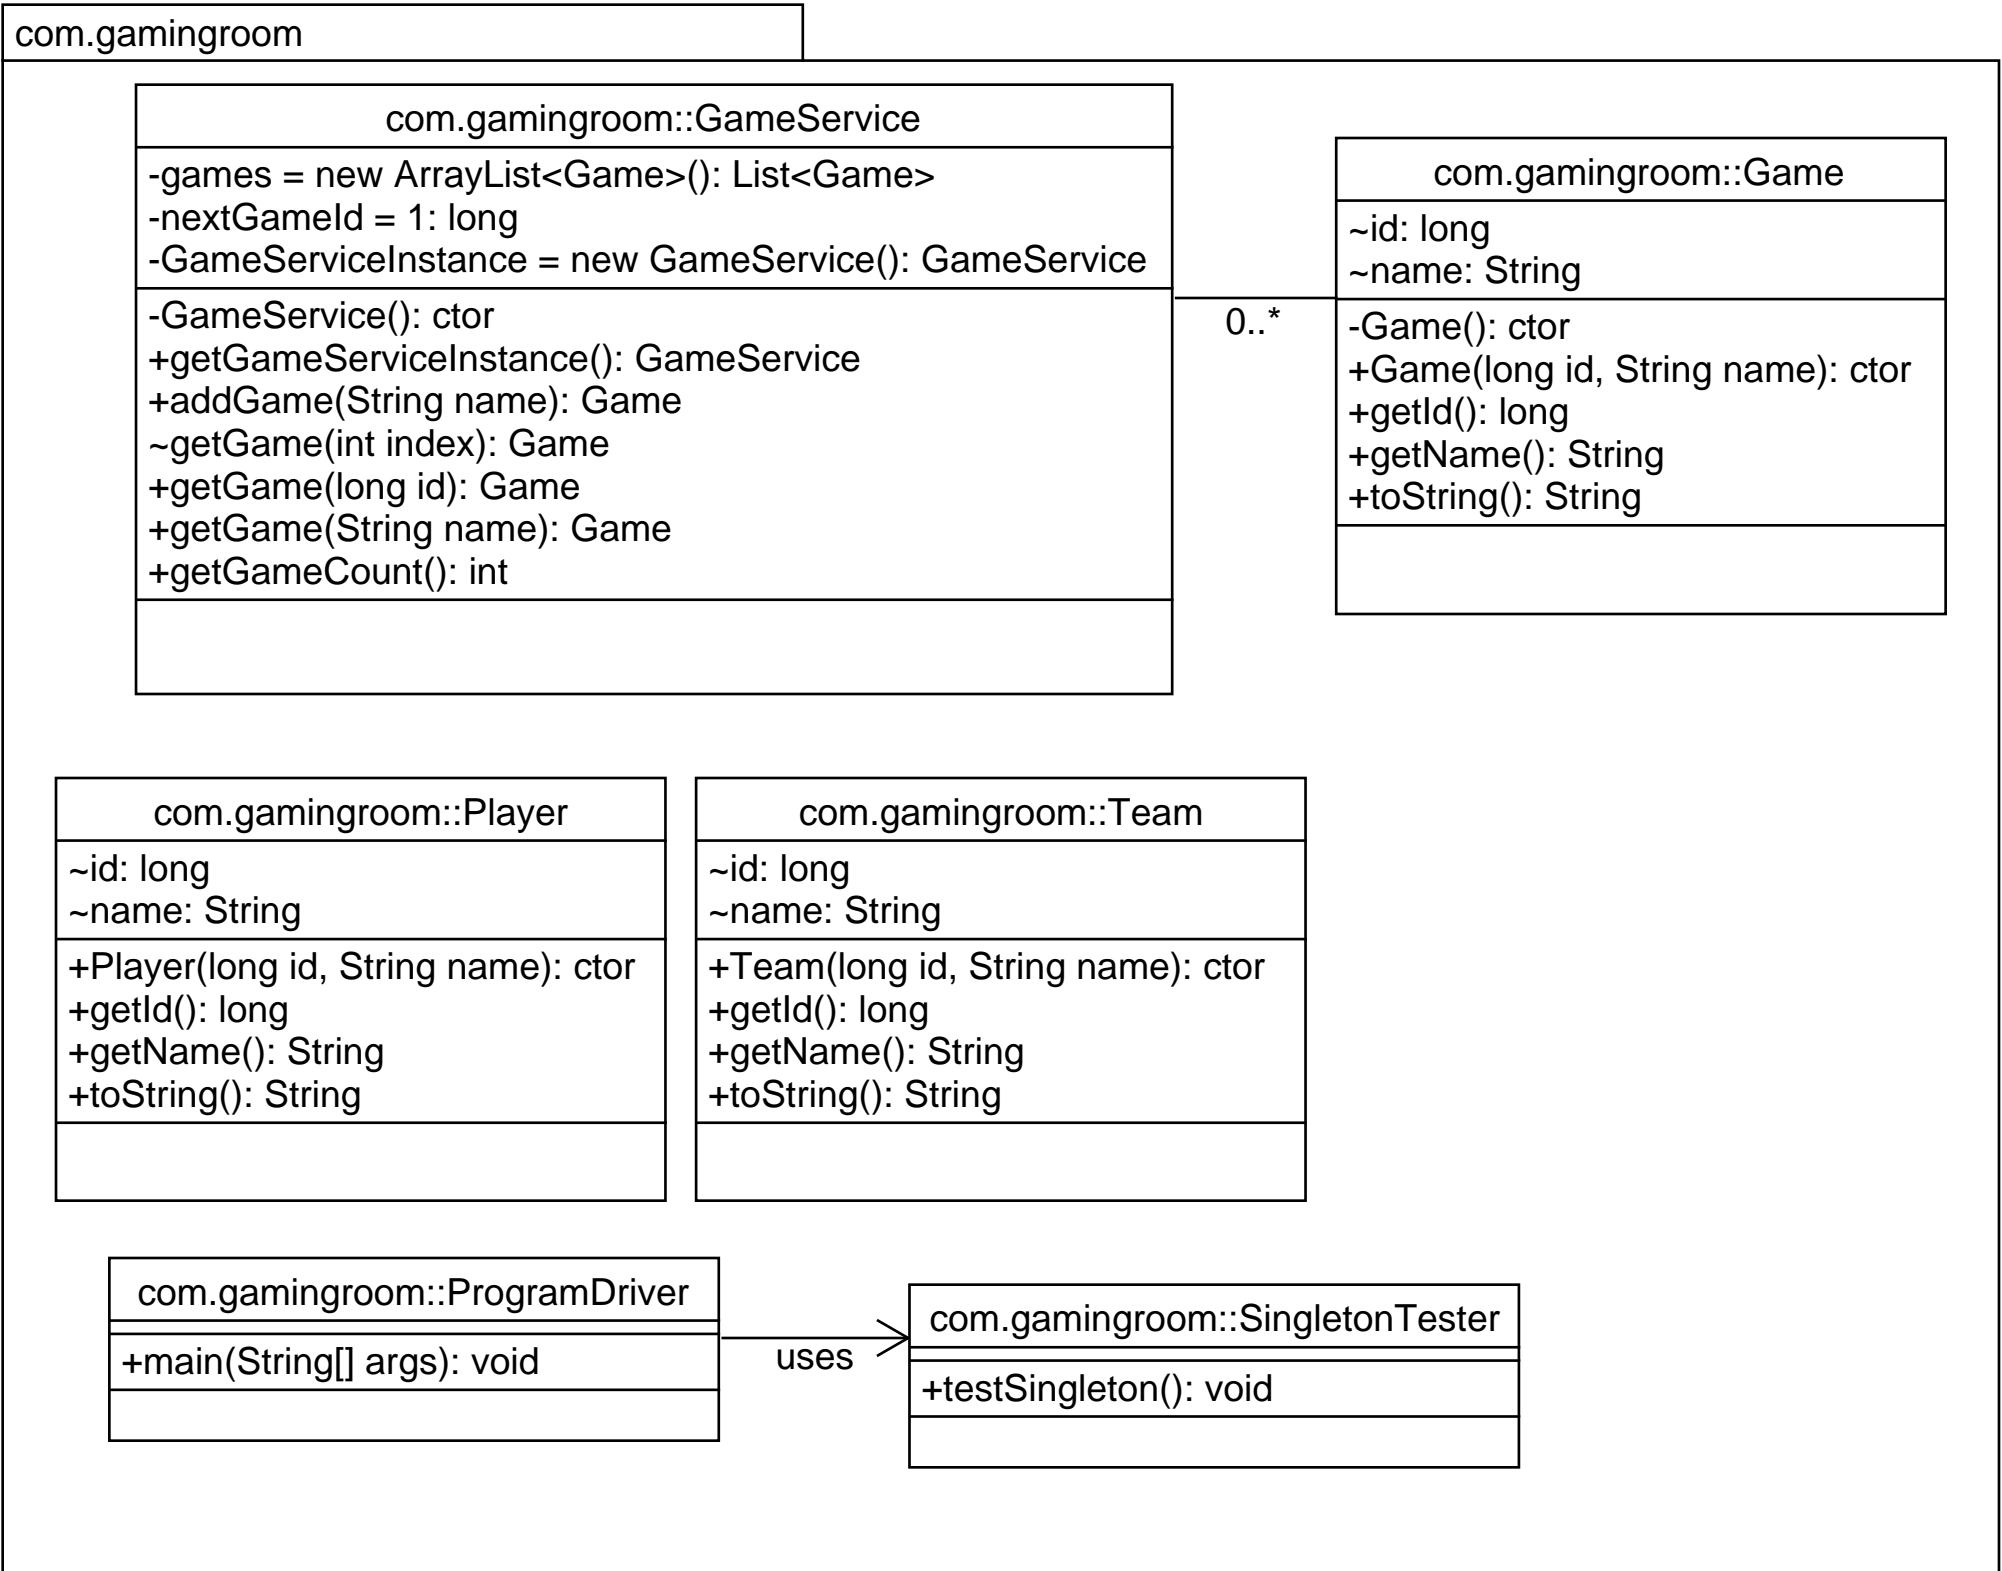 com.gamingroom
com.gamingroom::GameService
-games = new ArrayList<Game>(): List<Game>
-nextGameId = 1: long
-GameServiceInstance = new GameService(): GameService
-GameService(): ctor
+getGameServiceInstance(): GameService
+addGame(String name): Game
~getGame(int index): Game
+getGame(long id): Game
+getGame(String name): Game
+getGameCount(): int
0..*
com.gamingroom::Game
~id: long
~name: String
-Game(): ctor
+Game(long id, String name): ctor
+getId(): long
+getName(): String
+toString(): String
com.gamingroom::Player
~id: long
~name: String
+Player(long id, String name): ctor
+getId(): long
+getName(): String
+toString(): String
com.gamingroom::Team
~id: long
~name: String
+Team(long id, String name): ctor
+getId(): long
+getName(): String
+toString(): String
com.gamingroom::ProgramDriver
+main(String[] args): void
uses
com.gamingroom::SingletonTester
+testSingleton(): void